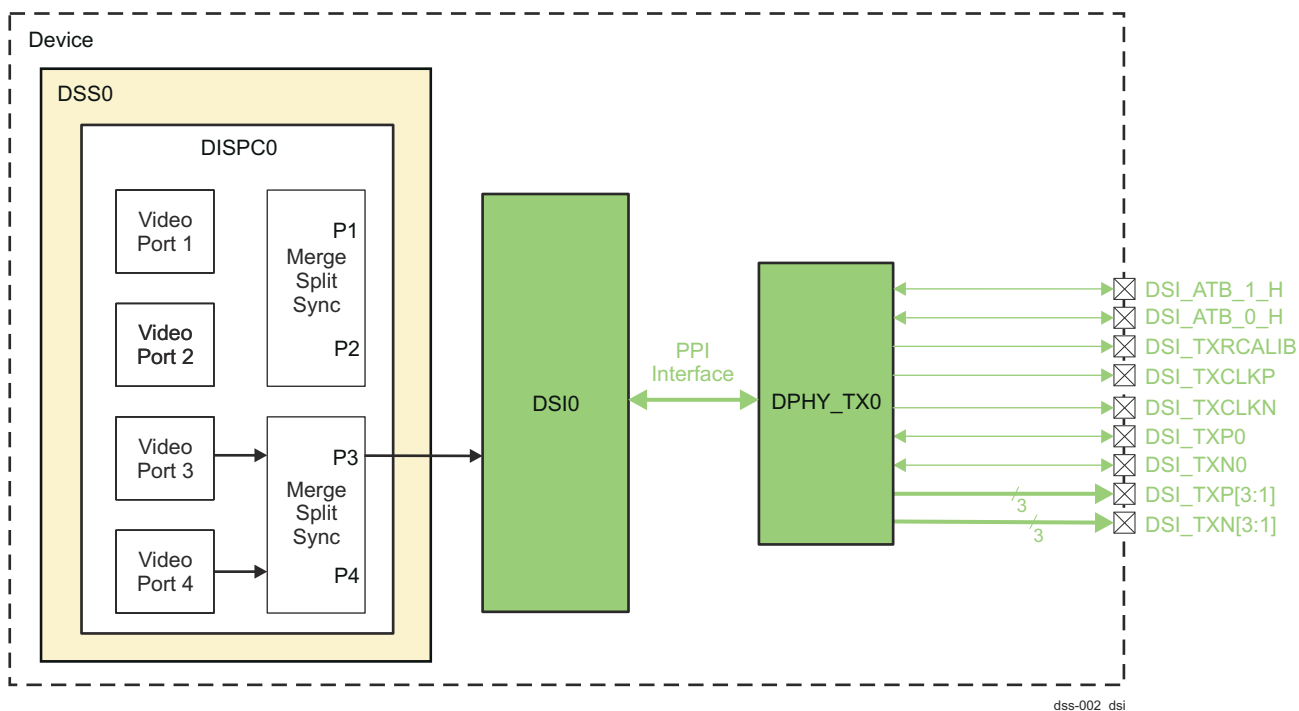 Device
DSS0
DISPC0
Video
Port 1
P1
Merge
Split
Sync
P2
Video
Port 2
Video
Port 3
P3
Merge
Split
Sync
P4
Video
Port 4
DSI0
PPI
Interface
DPHY_TX0
DSI_ATB_1_H
DSI_ATB_0_H
DSI_TXRCALIB
DSI_TXCLKP
DSI_TXCLKN
DSI_TXP0
DSI_TXN0
3
DSI_TXP[3:1]
3
DSI_TXN[3:1]
dss-002_dsi